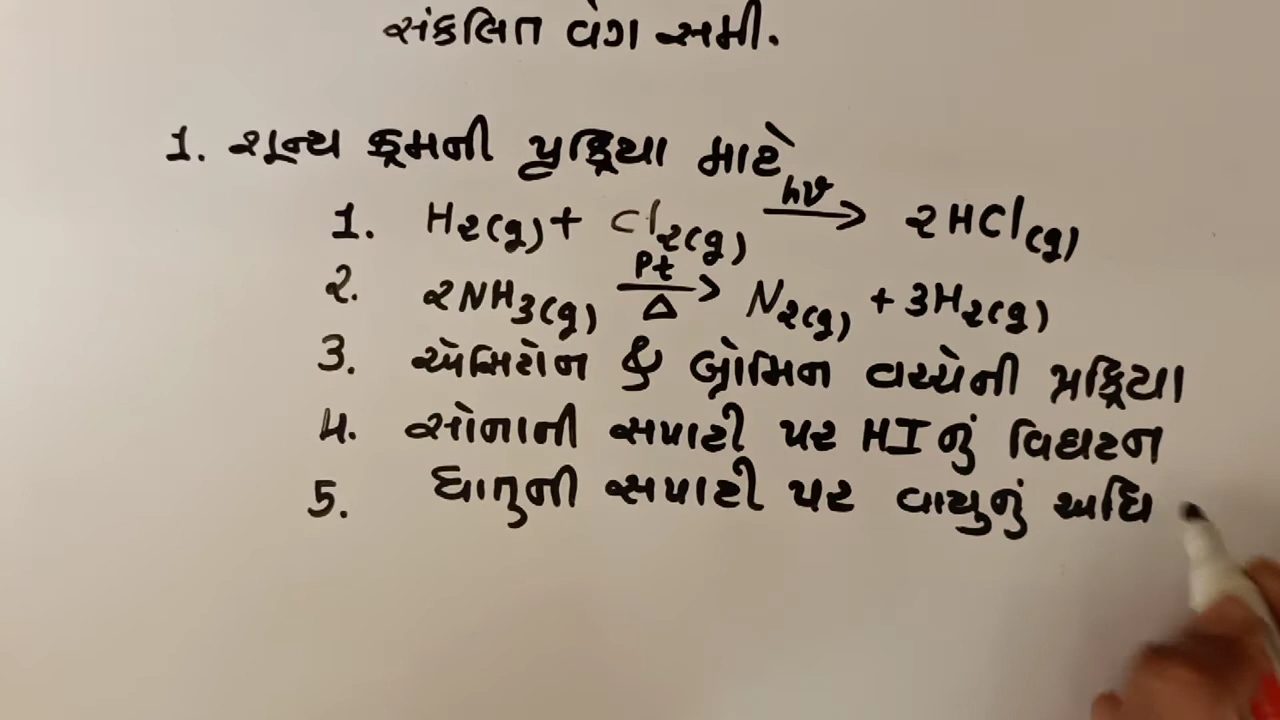 સંકલિત વેગ સમી.
1. શૂન્ય ક્રમની પ્રક્રિયા માટે
1. H2(g) + Cl2(g) hν → 2HCl(g)
2. 2NH3(g) Pt → Δ N2(g) + 3H2(g)
3. એસિટોન & બ્રોમિન વચ્ચેની પ્રક્રિયા
4. સોનાની સપાટી પર HI નું વિઘટન
5. ધાતુની સપાટી પર વાયુનું અધિ